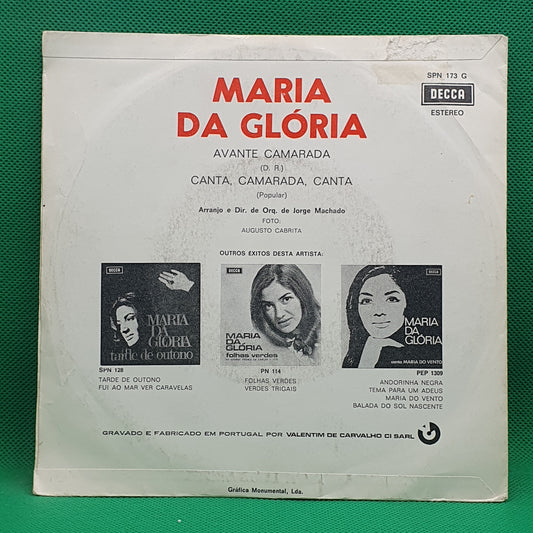 SPN 173 G
DECCA
ESTEREO
MARIA
DA GLÓRIA
AVANTE CAMARADA
(D. R.)
CANTA, CAMARADA, CANTA
(Popular)
Arranjo e Dir. de Orq. de Jorge Machado
FOTO:
AUGUSTO CABRITA
OUTROS EXITOS DESTA ARTISTA:
DECCA
MARIA
DA
GLÓRIA
tarde de outono
SPN 128
TARDE DE OUTONO
FUI AO MAR VER CARAVELAS
DECCA
MARIA
DA
GLÓRIA
folhas verdes
PN 114
FOLHAS VERDES
VERDES TRIGAIS
DECCA
MARIA
DA
GLÓRIA
canta MARIA DO VENTO
PEP 1309
ANDORINHA NEGRA
TEMA PARA UM ADEUS
MARIA DO VENTO
BALADA DO SOL NASCENTE
GRAVADO E FABRICADO EM PORTUGAL POR VALENTIM DE CARVALHO CI SARL
Gráfica Monumental, Lda.